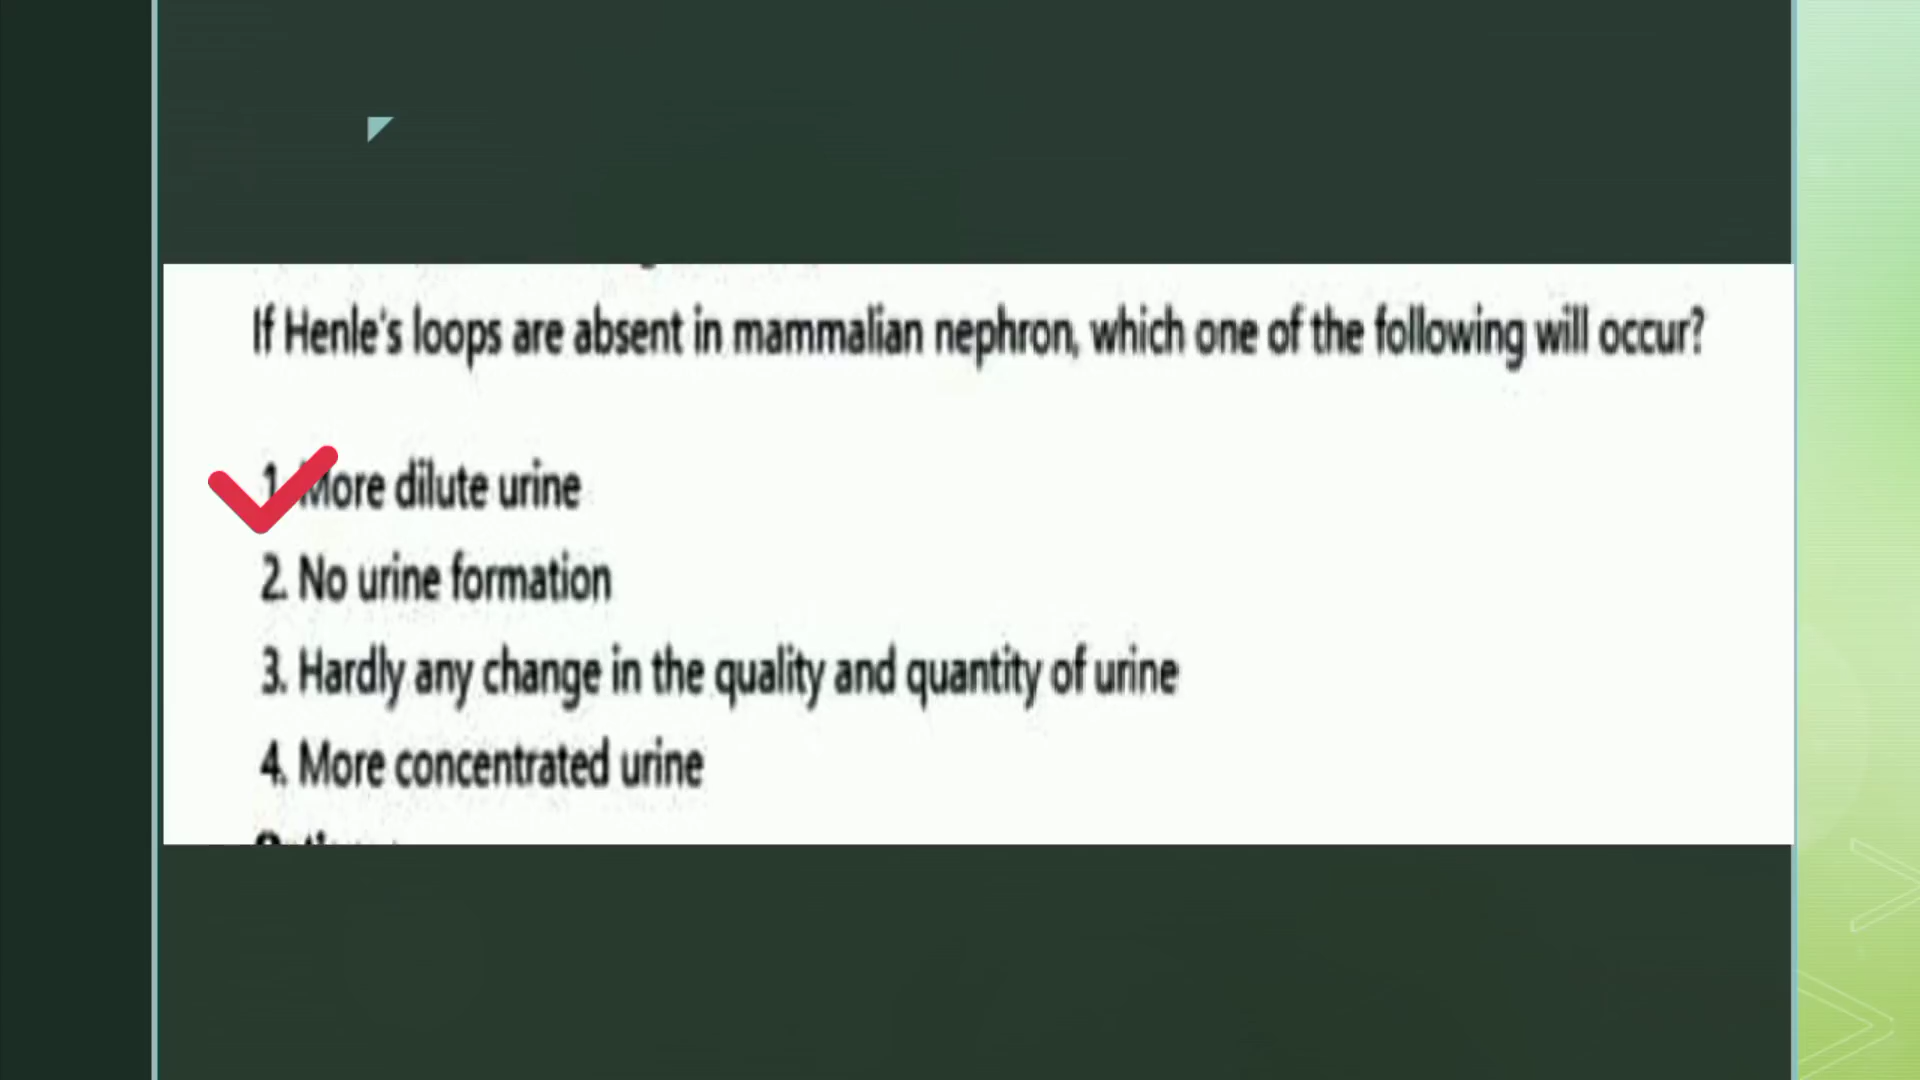 If Henle's loops are absent in mammalian nephron, which one of the following will occur?
1. More dilute urine
2. No urine formation
3. Hardly any change in the quality and quantity of urine
4. More concentrated urine